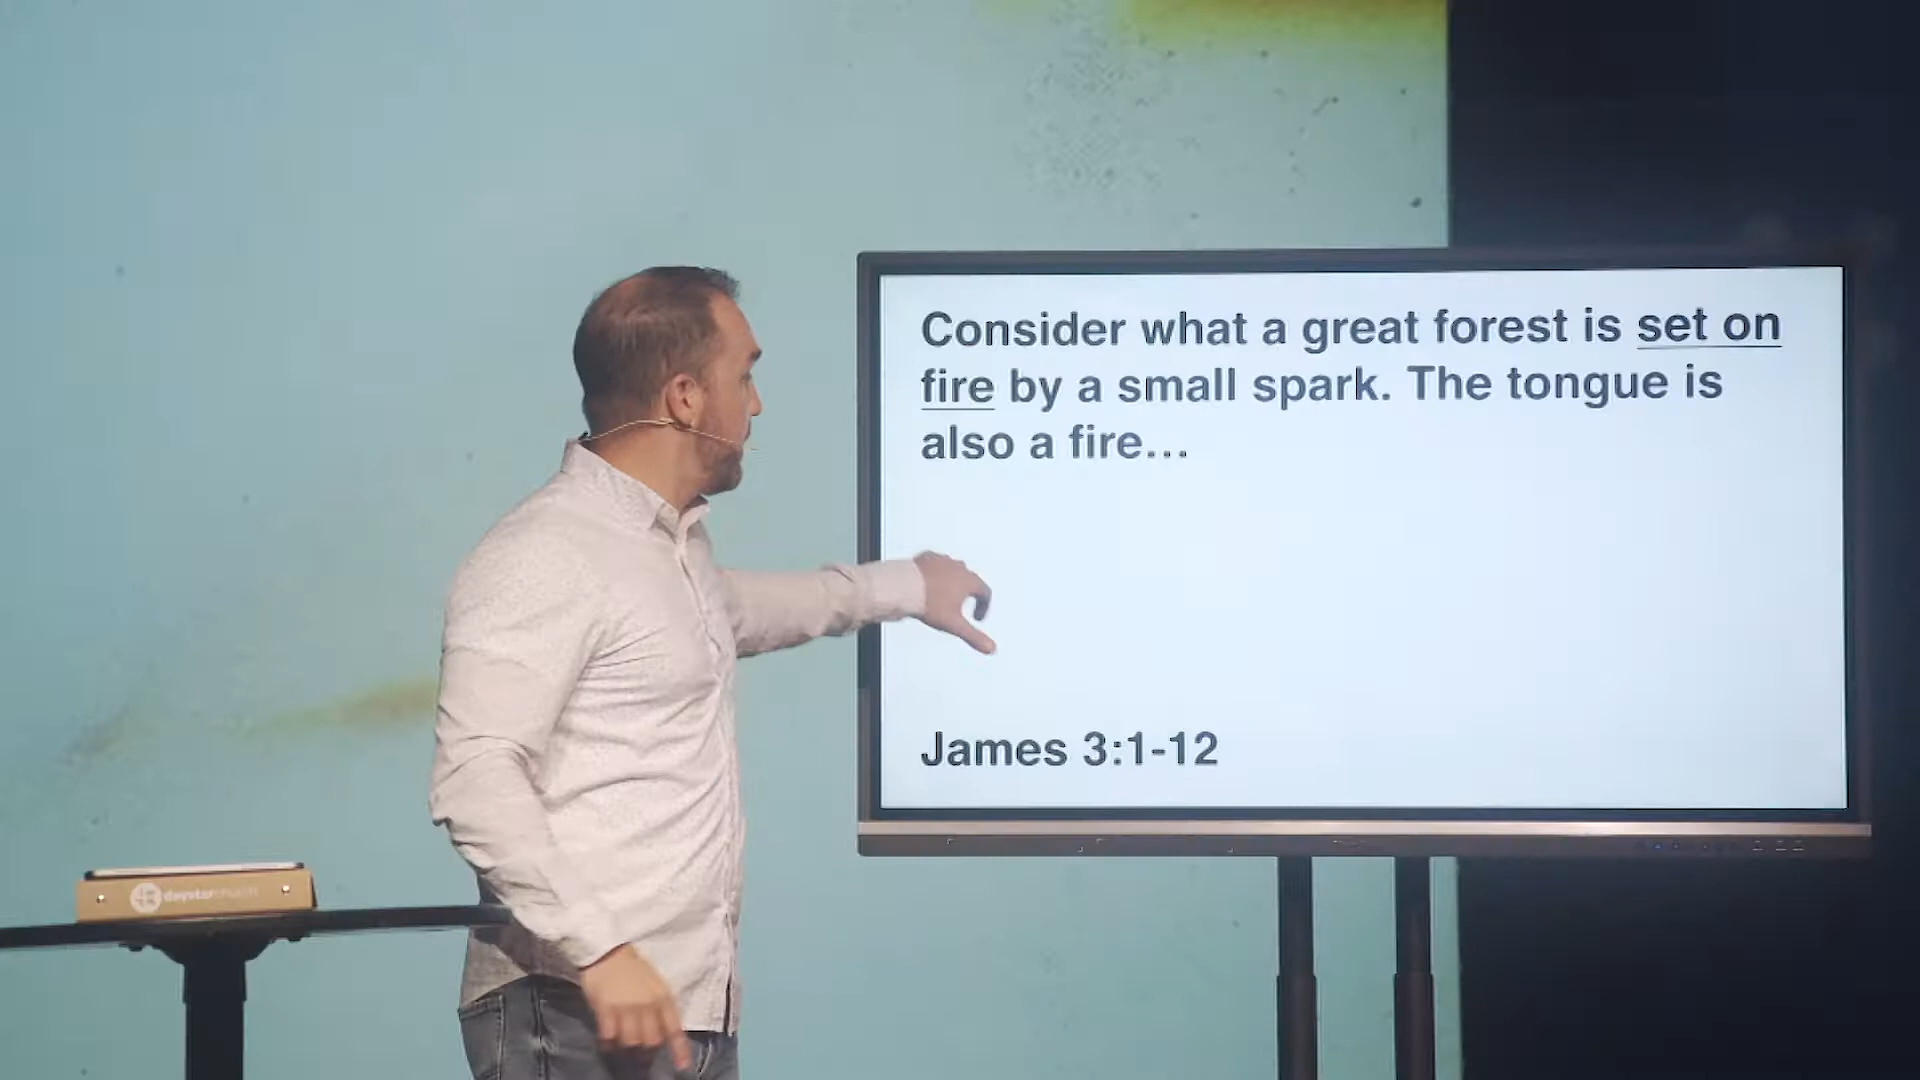 Consider what a great forest is set on
fire by a small spark. The tongue is
also a fire...
James 3:1-12
daystarchurch